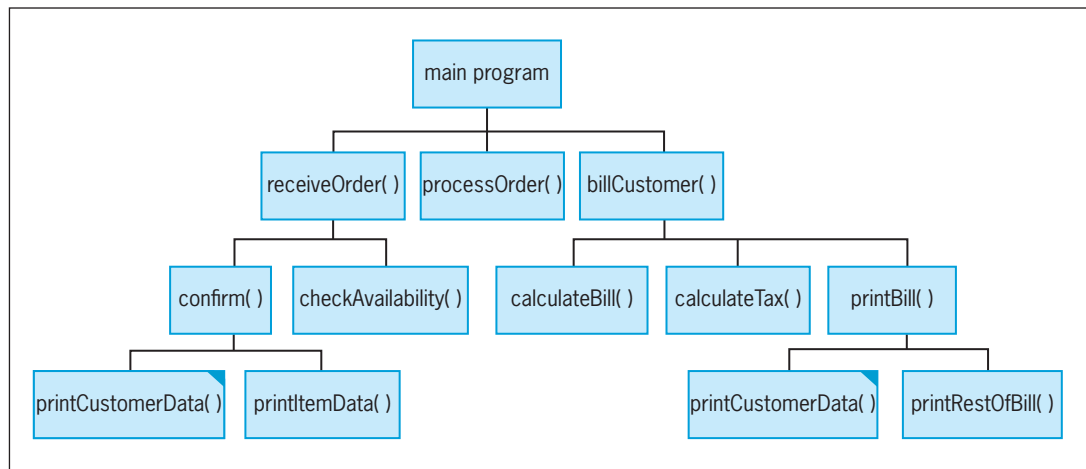 main program
receiveOrder( )
processOrder( )
billCustomer( )
confirm( )
checkAvailability( )
calculateBill( )
calculateTax( )
printBill( )
printCustomerData( )
printItemData( )
printCustomerData( )
printRestOfBill( )